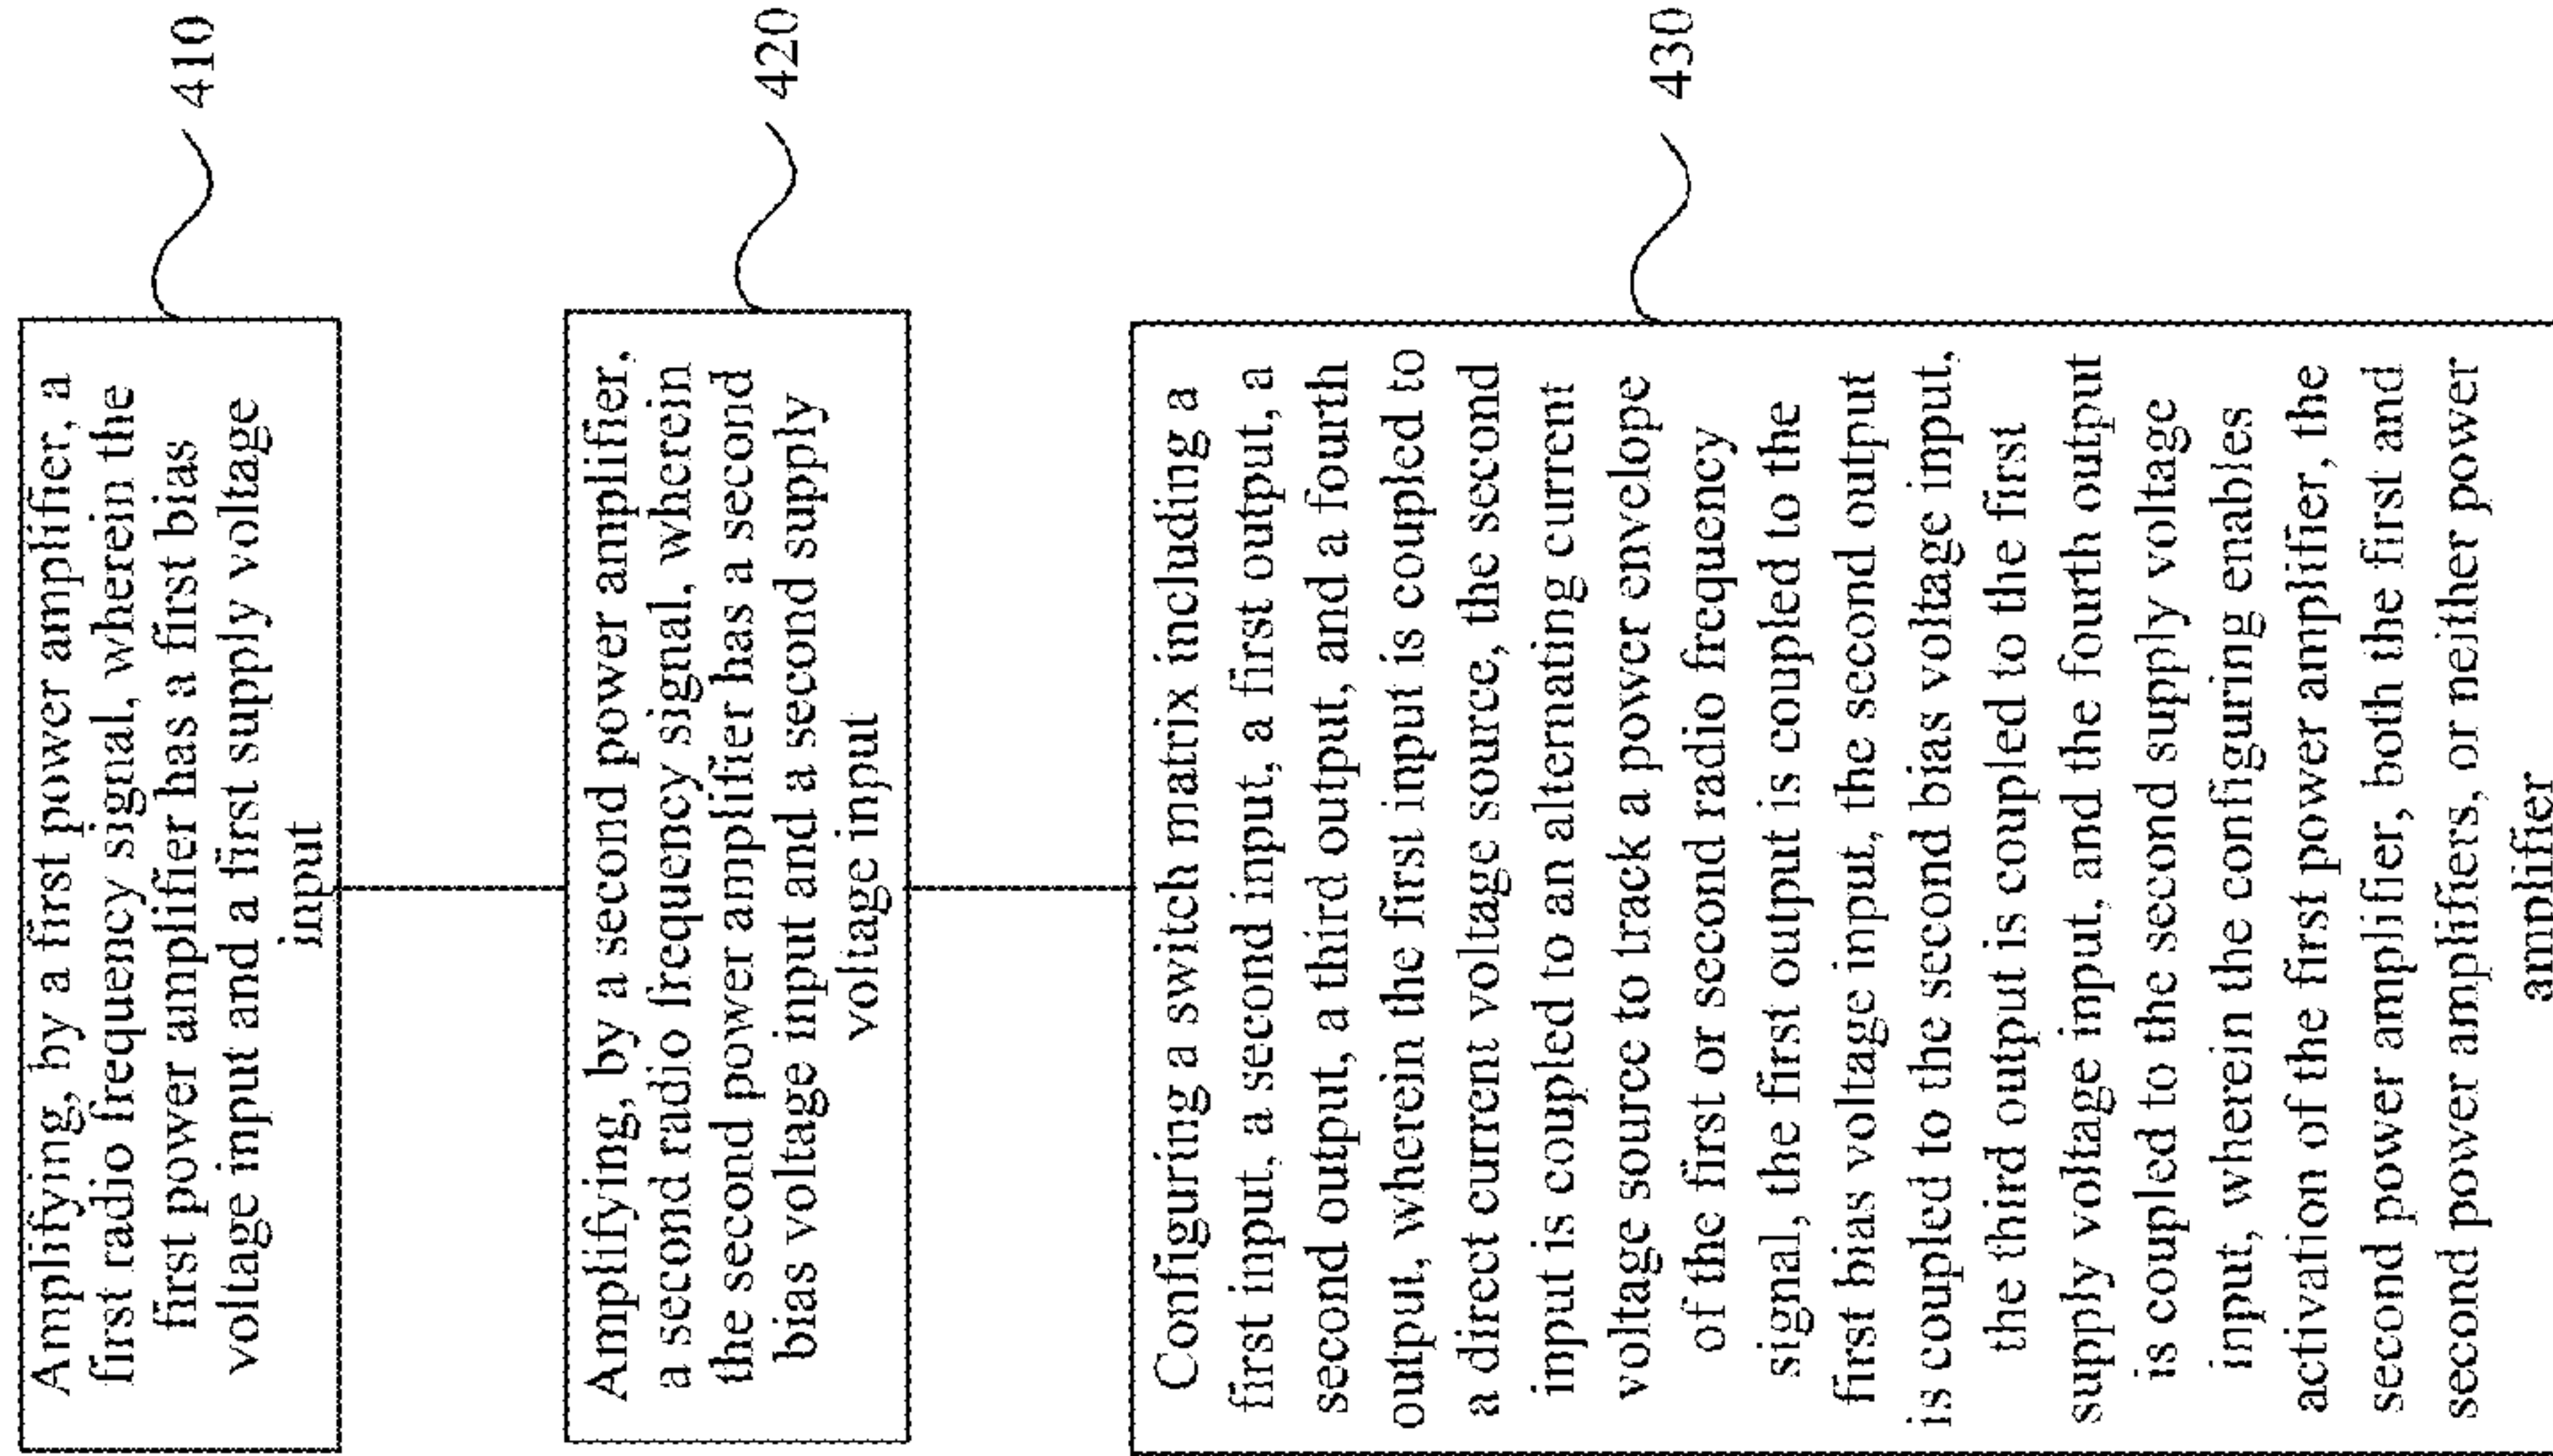 Amplifying, by a first power amplifier, a
first radio frequency signal, wherein the
first power amplifier has a first bias
voltage input and a first supply voltage
input
410
Amplifying, by a second power amplifier,
a second radio frequency signal, wherein
the second power amplifier has a second
bias voltage input and a second supply
voltage input
420
Configuring a switch matrix including a
first input, a second input, a first output, a
second output, a third output, and a fourth
output, wherein the first input is coupled to
a direct current voltage source, the second
input is coupled to an alternating current
voltage source to track a power envelope
of the first or second radio frequency
signal, the first output is coupled to the
first bias voltage input, the second output
is coupled to the second bias voltage input,
the third output is coupled to the first
supply voltage input, and the fourth output
is coupled to the second supply voltage
input, wherein the configuring enables
activation of the first power amplifier, the
second power amplifier, both the first and
second power amplifiers, or neither power
amplifier
430